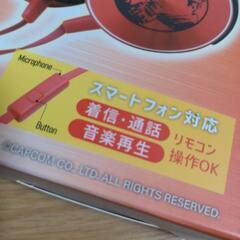 Microphone
Button
スマートフォン対応
着信・通話
音楽再生
リモコン
操作OK
©CAPCOM CO., LTD. ALL RIGHTS RESERVED.